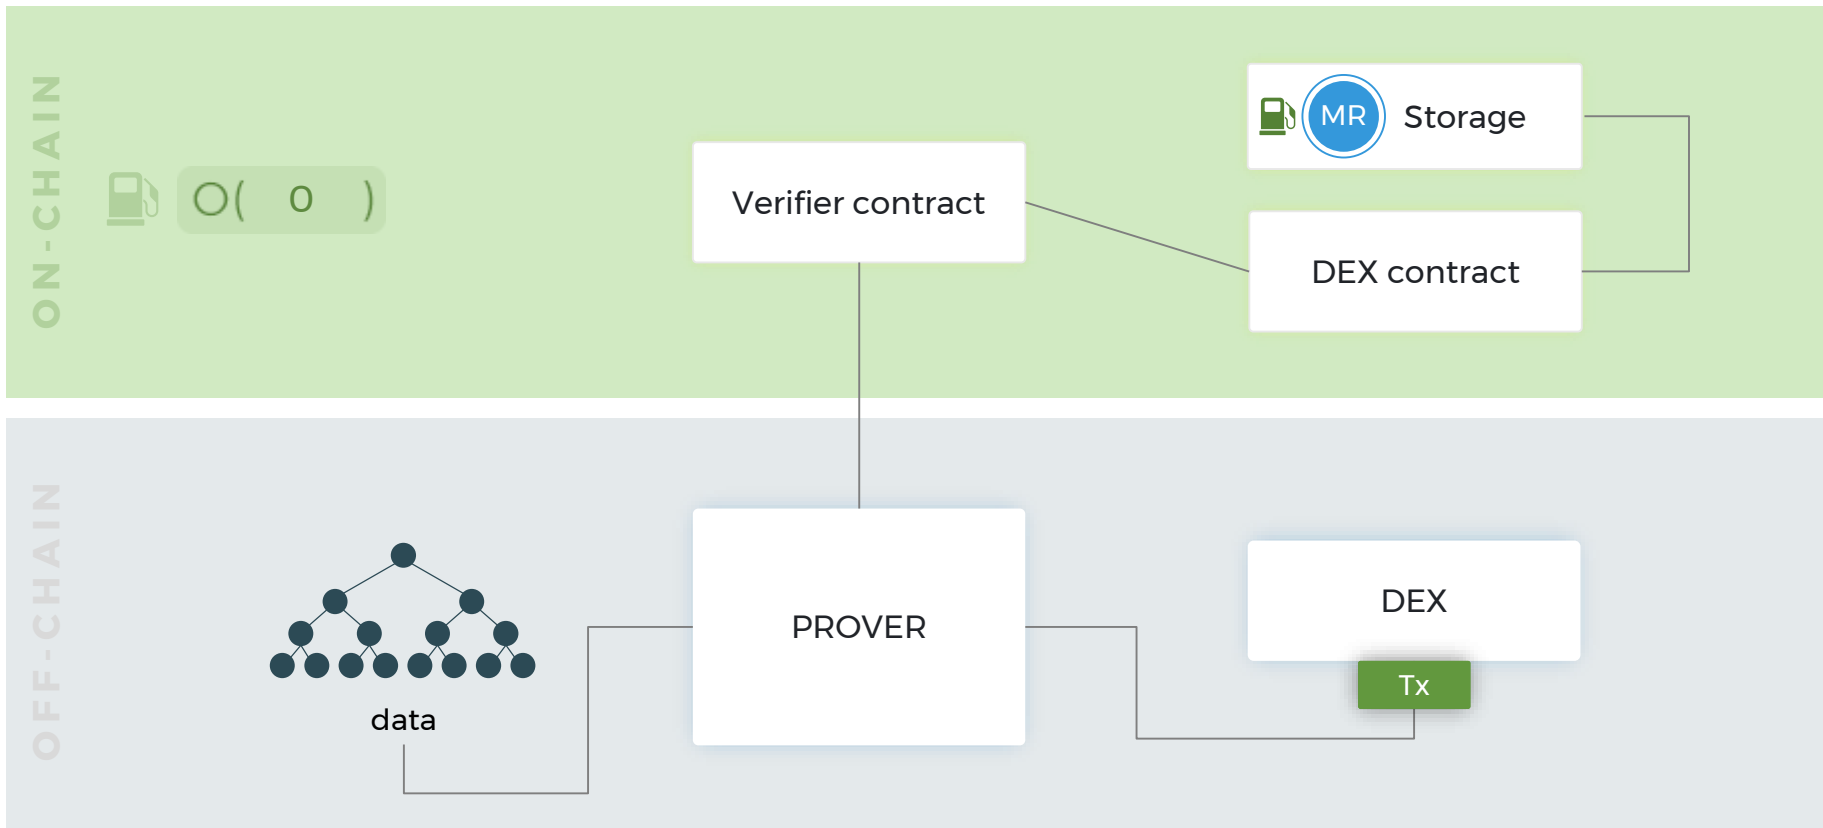 ON-CHAIN
O( 0 )
Verifier contract
MR Storage
DEX contract
OFF-CHAIN
data
PROVER
DEX
Tx